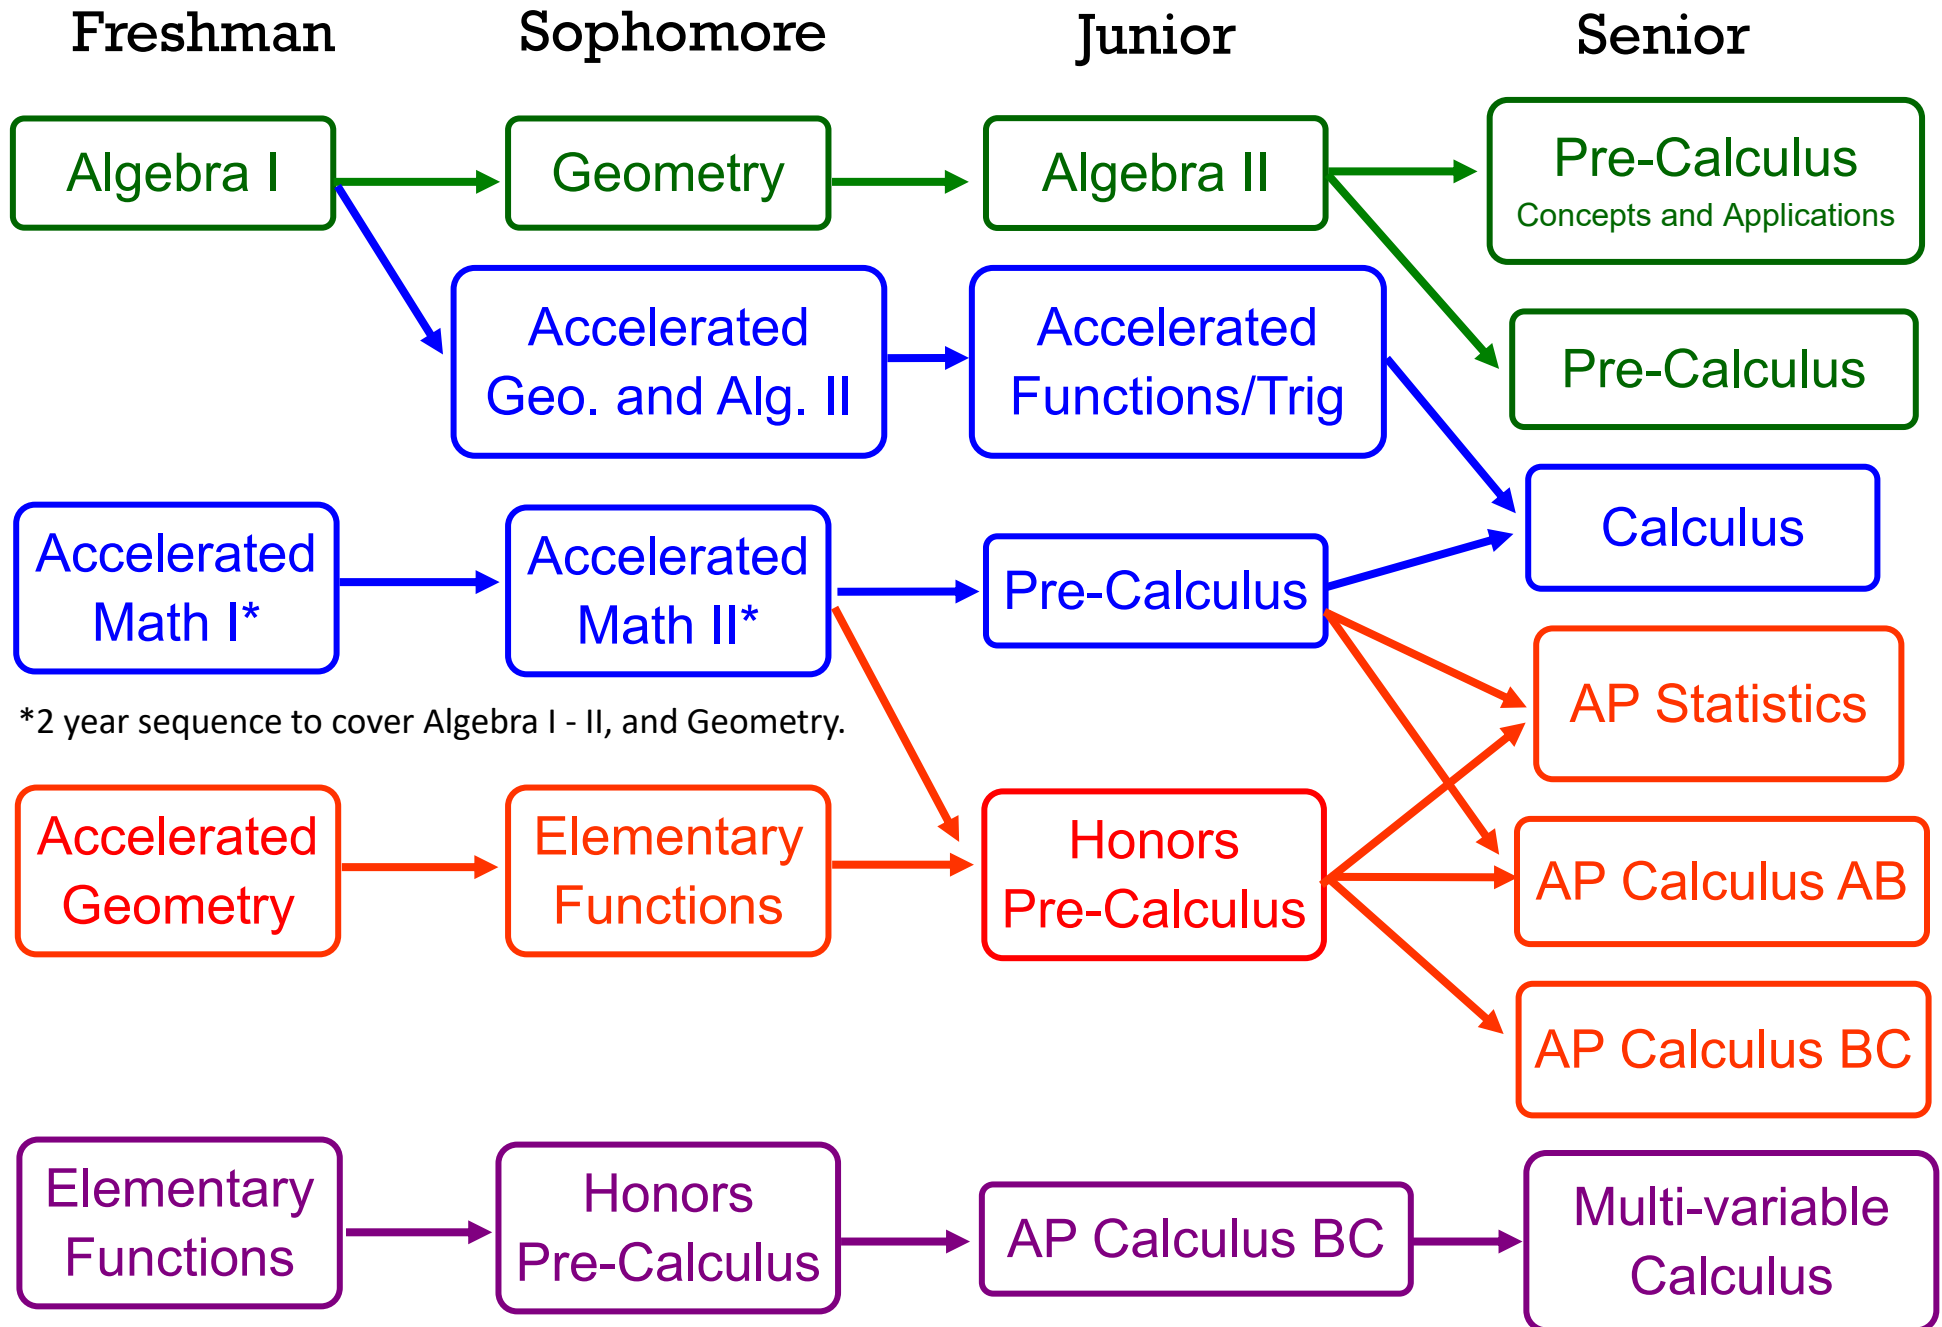 Freshman
Sophomore
Junior
Senior
Algebra I
Geometry
Algebra II
Pre-Calculus
Concepts and Applications
Accelerated
Geo. and Alg. II
Accelerated
Functions/Trig
Pre-Calculus
Accelerated
Math I*
Accelerated
Math II*
Pre-Calculus
Calculus
*2 year sequence to cover Algebra I - II, and Geometry.
AP Statistics
Accelerated
Geometry
Elementary
Functions
Honors
Pre-Calculus
AP Calculus AB
AP Calculus BC
Elementary
Functions
Honors
Pre-Calculus
AP Calculus BC
Multi-variable
Calculus